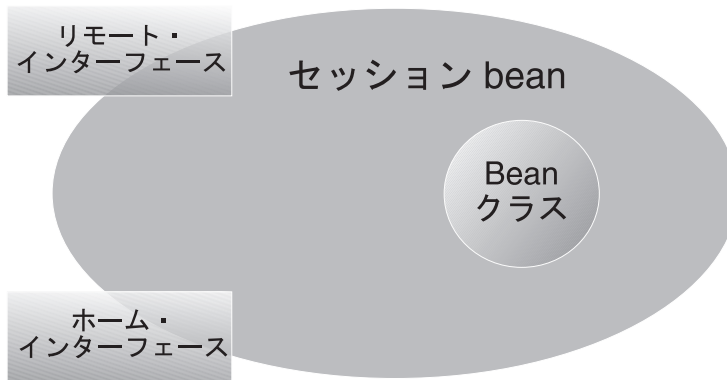 リモート・
インターフェース
セッション bean
Bean
クラス
ホーム・
インターフェース